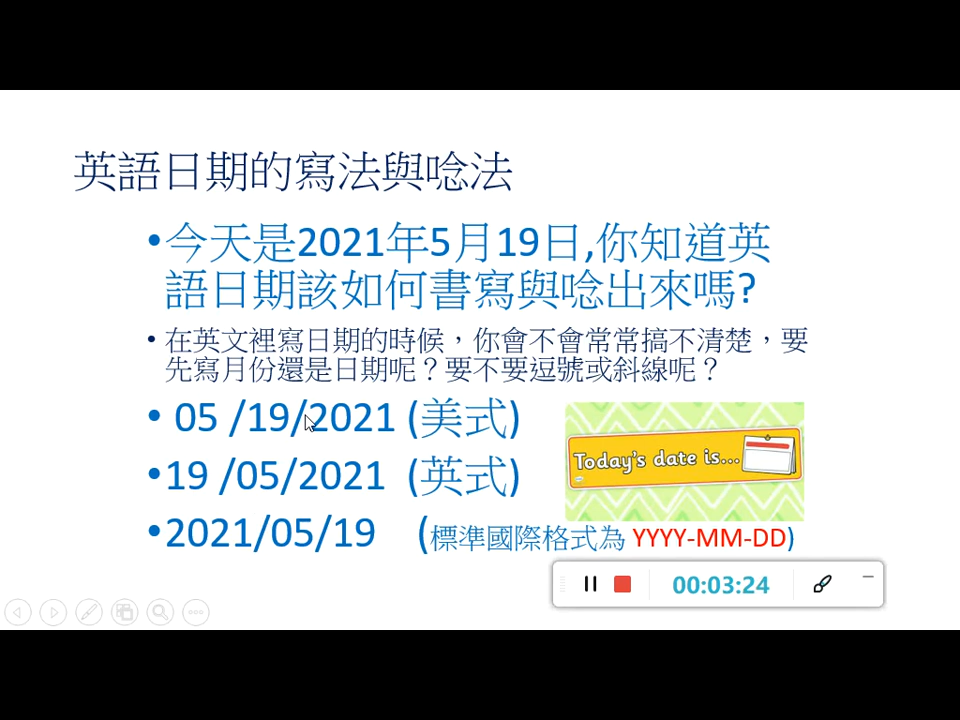 英語日期的寫法與唸法
•今天是2021年5月19日,你知道英
語日期該如何書寫與唸出來嗎?
•在英文裡寫日期的時候，你會不會常常搞不清楚，要
先寫月份還是日期呢？要不要逗號或斜線呢？
• 05 /19/2021 (美式)
•19 /05/2021 (英式)
•2021/05/19 (標準國際格式為 YYYY-MM-DD)
Today's date is...
00:03:24